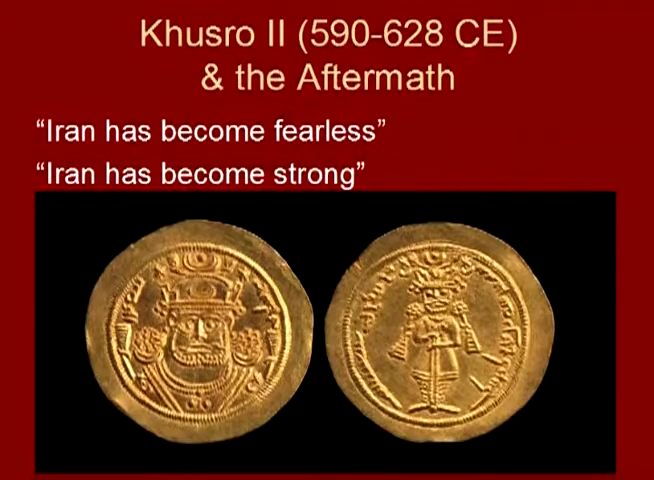 Khusro II (590-628 CE)
& the Aftermath
“Iran has become fearless”
“Iran has become strong”